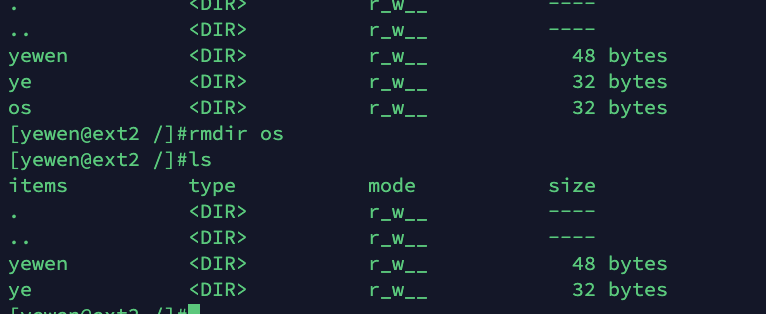 . <DIR> r_w__ ----
.. <DIR> r_w__ ----
yewen <DIR> r_w__ 48 bytes
ye <DIR> r_w__ 32 bytes
os <DIR> r_w__ 32 bytes
[yewen@ext2 /]#rmdir os
[yewen@ext2 /]#ls
items type mode size
. <DIR> r_w__ ----
.. <DIR> r_w__ ----
yewen <DIR> r_w__ 48 bytes
ye <DIR> r_w__ 32 bytes
[yewen@ext2 /]#